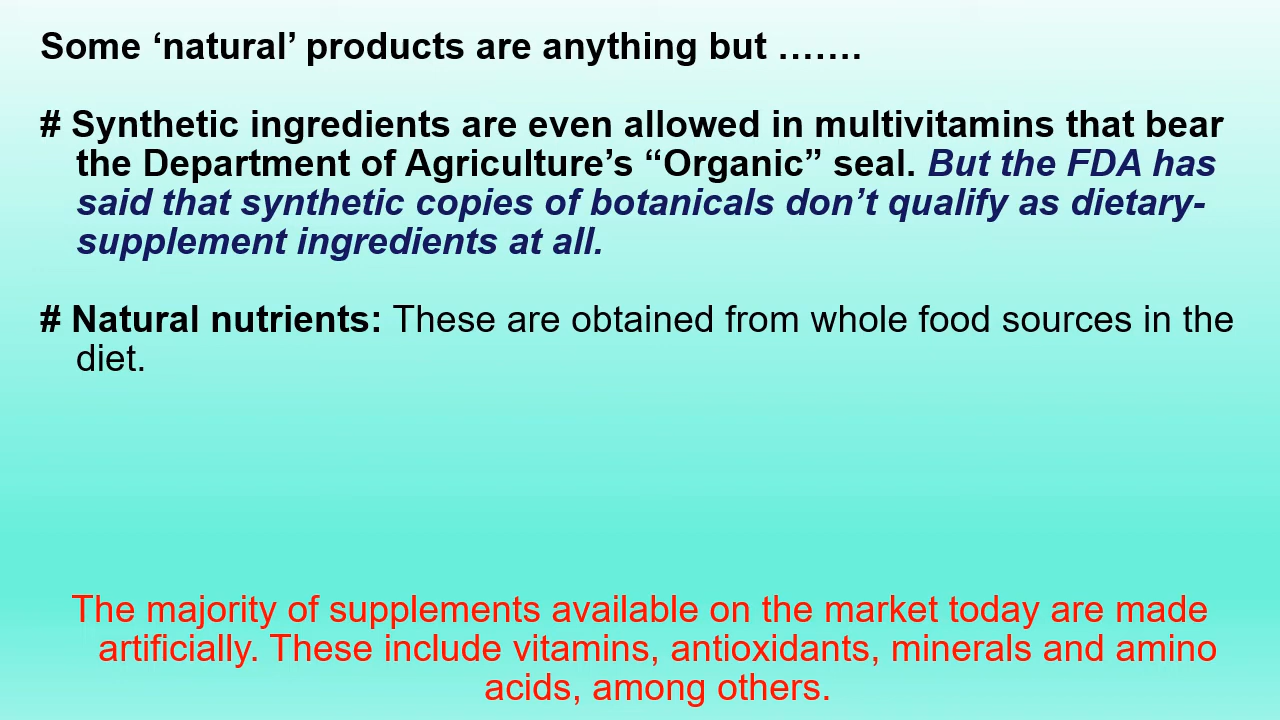 Some ‘natural’ products are anything but …….
# Synthetic ingredients are even allowed in multivitamins that bear
the Department of Agriculture’s “Organic” seal. But the FDA has
said that synthetic copies of botanicals don’t qualify as dietary-
supplement ingredients at all.
# Natural nutrients: These are obtained from whole food sources in the
diet.
The majority of supplements available on the market today are made
artificially. These include vitamins, antioxidants, minerals and amino
acids, among others.